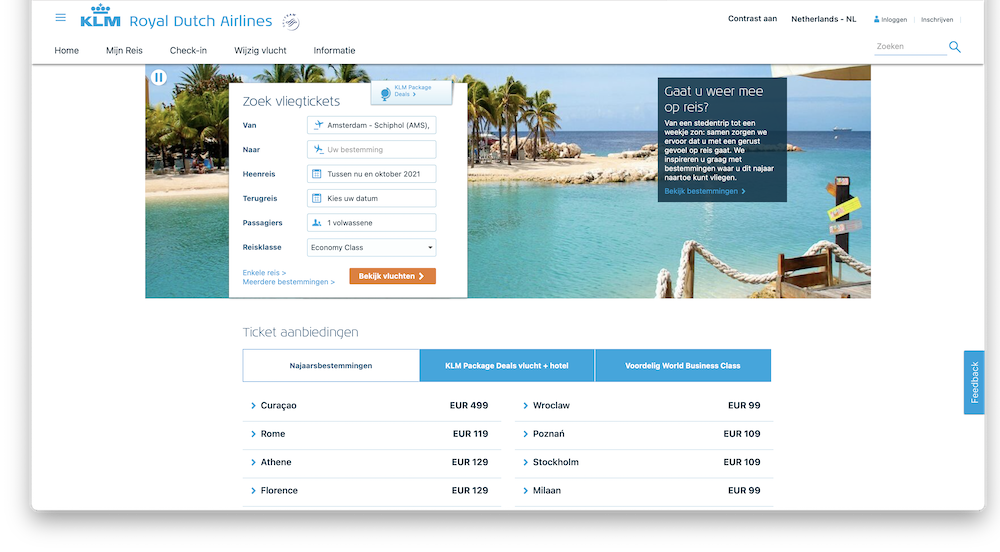 KLM Royal Dutch Airlines
Contrast aan
Netherlands - NL
Inloggen
Inschrijven
Home
Mijn Reis
Check-in
Wijzig vlucht
Informatie
Zoeken
Zoek vliegtickets
KLM Package
Deals >
Van
Amsterdam - Schiphol (AMS),
Naar
Uw bestemming
Heenreis
Tussen nu en oktober 2021
Terugreis
Kies uw datum
Passagiers
1 volwassene
Reisklasse
Economy Class
Enkele reis >
Meerdere bestemmingen >
Bekijk vluchten >
Gaat u weer mee
op reis?
Van een stedentrip tot een
weekje zon: samen zorgen we
ervoor dat u met een gerust
gevoel op reis gaat. We
inspireren u graag met
bestemmingen waar u dit najaar
naartoe kunt vliegen.
Bekijk bestemmingen >
Ticket aanbiedingen
Najaarsbestemmingen
KLM Package Deals vlucht + hotel
Voordelig World Business Class
> Curaçao EUR 499
> Wroclaw EUR 99
> Rome EUR 119
> Poznań EUR 109
> Athene EUR 129
> Stockholm EUR 109
> Florence EUR 129
> Milaan EUR 99
Feedback